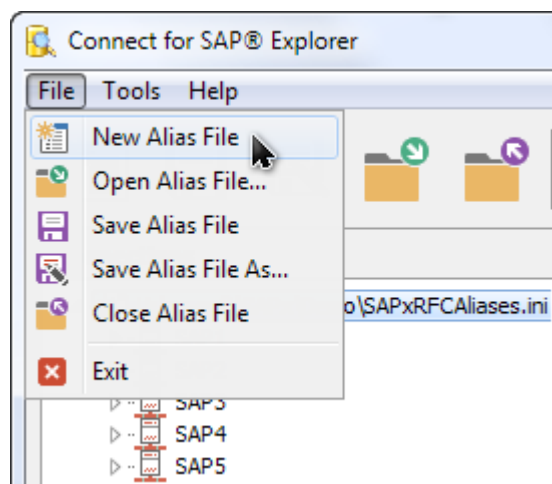 Connect for SAP® Explorer
File Tools Help
New Alias File
Open Alias File...
Save Alias File
Save Alias File As...
Close Alias File
o\SAPxRFCAliases.ini
Exit
SAP3
SAP4
SAP5